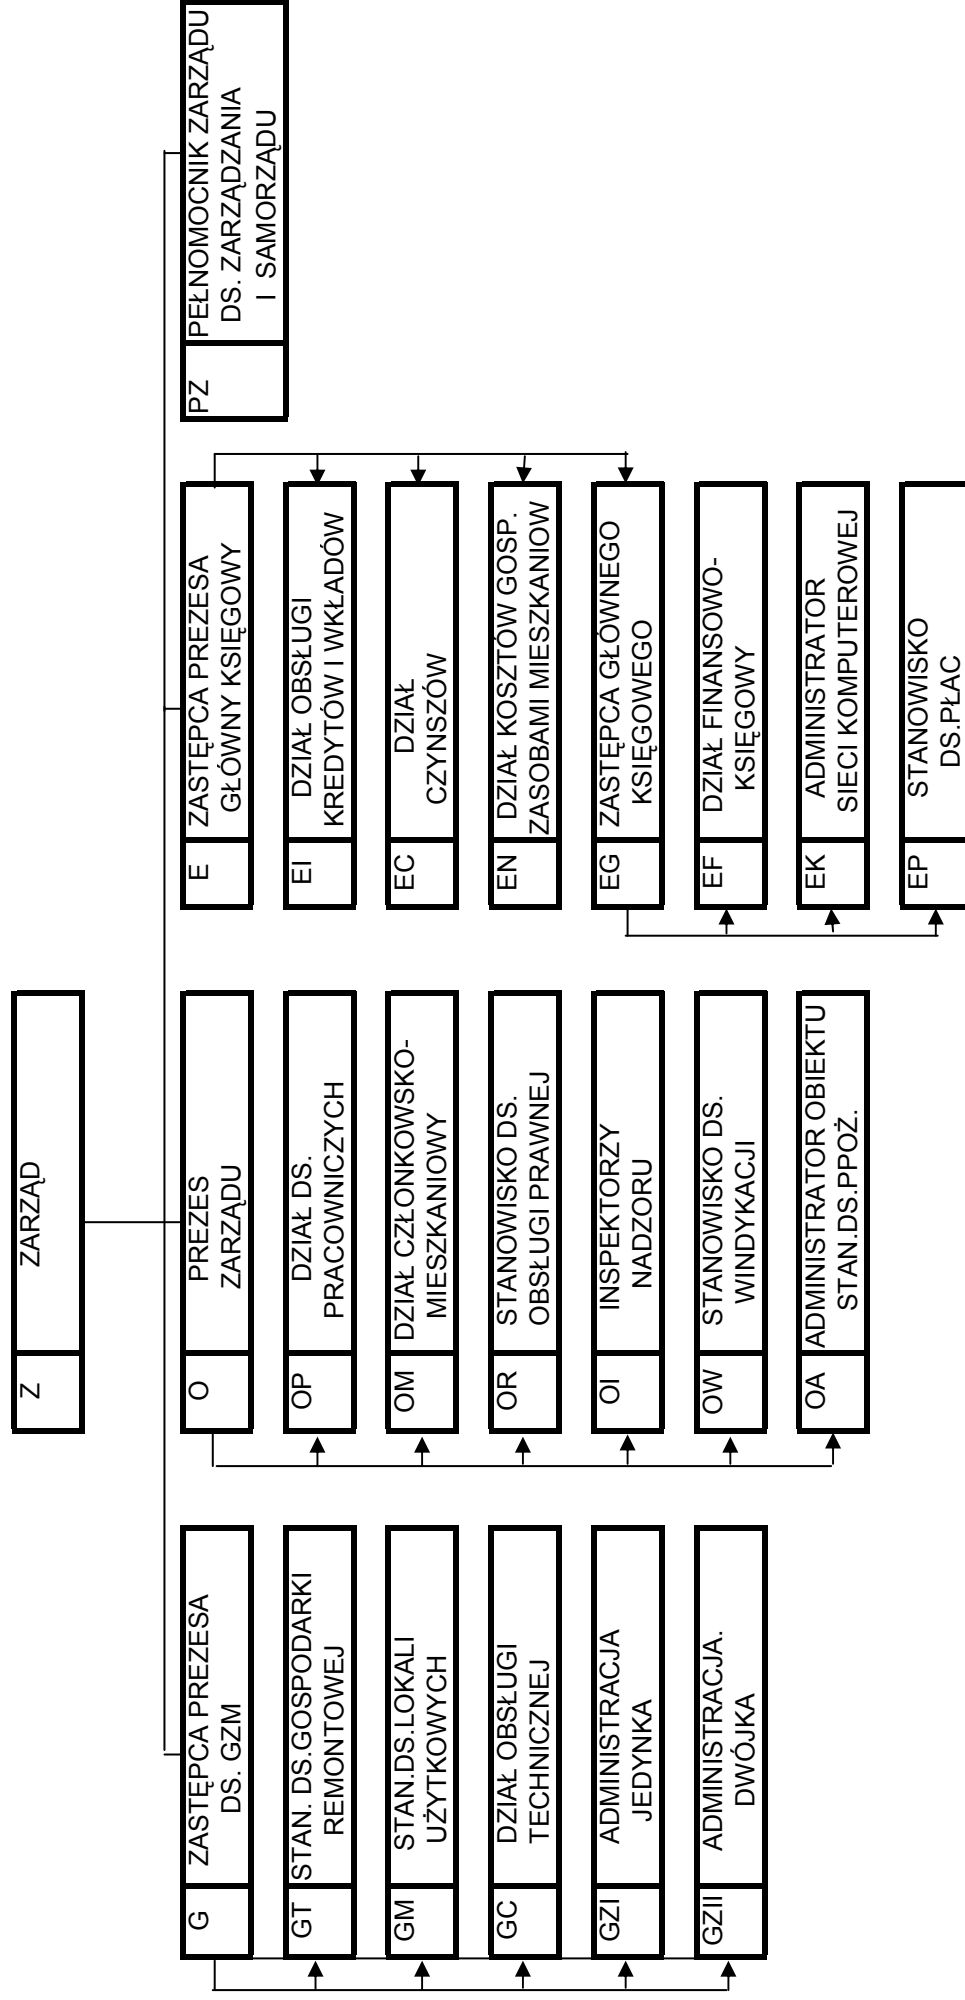 Z
ZARZĄD
G
ZASTĘPCA PREZESA
DS. GZM
GT
STAN. DS.GOSPODARKI
REMONTOWEJ
GM
STAN.DS.LOKALI
UŻYTKOWYCH
GC
DZIAŁ OBSŁUGI
TECHNICZNEJ
GZI
ADMINISTRACJA
JEDYNKA
GZII
ADMINISTRACJA.
DWÓJKA
O
PREZES
ZARZĄDU
OP
DZIAŁ DS.
PRACOWNICZYCH
OM
DZIAŁ CZŁONKOWSKO-
MIESZKANIOWY
OR
STANOWISKO DS.
OBSŁUGI PRAWNEJ
OI
INSPEKTORZY
NADZORU
OW
STANOWISKO DS.
WINDYKACJI
OA
ADMINISTRATOR OBIEKTU
STAN.DS.PPOŻ.
E
ZASTĘPCA PREZESA
GŁÓWNY KSIĘGOWY
EI
DZIAŁ OBSŁUGI
KREDYTÓW I WKŁADÓW
EC
DZIAŁ
CZYNSZÓW
EN
DZIAŁ KOSZTÓW GOSP.
ZASOBAMI MIESZKANIOW
EG
ZASTĘPCA GŁÓWNEGO
KSIĘGOWEGO
EF
DZIAŁ FINANSOWO-
KSIĘGOWY
EK
ADMINISTRATOR
SIECI KOMPUTEROWEJ
EP
STANOWISKO
DS.PŁAC
PZ
PEŁNOMOCNIK ZARZĄDU
DS. ZARZĄDZANIA
I SAMORZĄDU